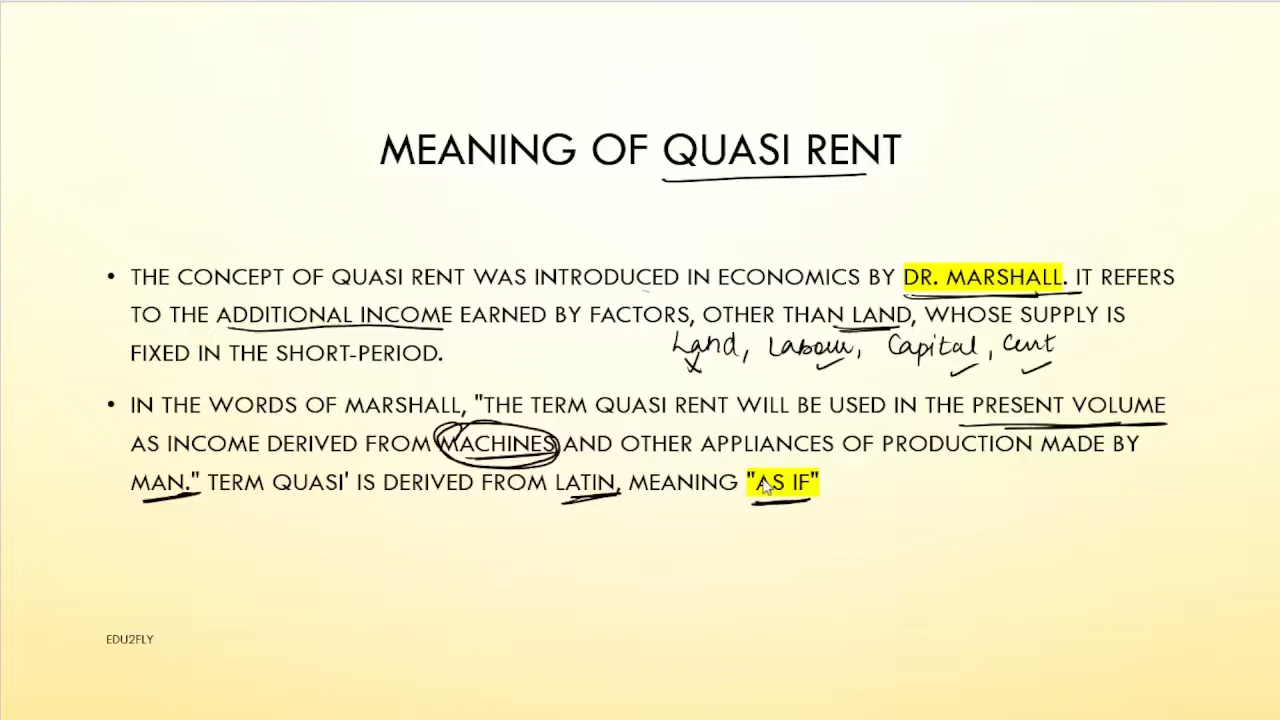 MEANING OF QUASI RENT
• THE CONCEPT OF QUASI RENT WAS INTRODUCED IN ECONOMICS BY DR. MARSHALL. IT REFERS
TO THE ADDITIONAL INCOME EARNED BY FACTORS, OTHER THAN LAND, WHOSE SUPPLY IS
FIXED IN THE SHORT-PERIOD.
Land, Labour, Capital, Ent
• IN THE WORDS OF MARSHALL, "THE TERM QUASI RENT WILL BE USED IN THE PRESENT VOLUME
AS INCOME DERIVED FROM MACHINES AND OTHER APPLIANCES OF PRODUCTION MADE BY
MAN." TERM QUASI' IS DERIVED FROM LATIN, MEANING "AS IF"
EDU2FLY